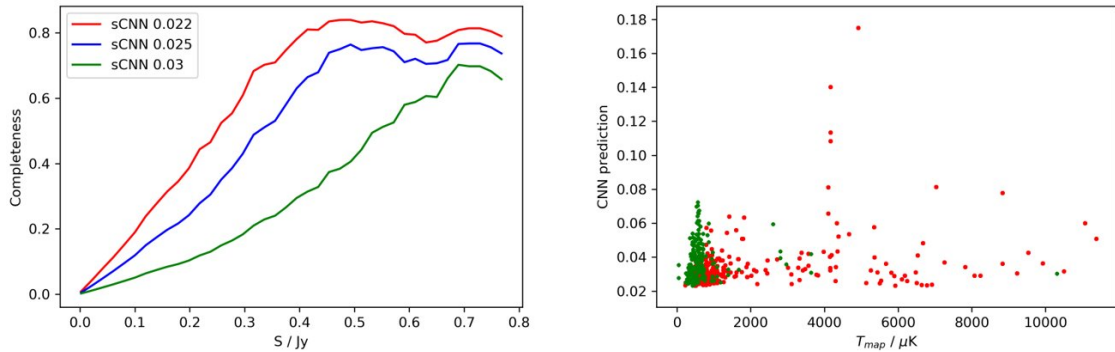 sCNN 0.022
sCNN 0.025
sCNN 0.03
Completeness
0.8
0.6
0.4
0.2
0.0
0.0 0.1 0.2 0.3 0.4 0.5 0.6 0.7 0.8
S / Jy
CNN prediction
0.18
0.16
0.14
0.12
0.10
0.08
0.06
0.04
0.02
0 2000 4000 6000 8000 10000
Tmap / μK